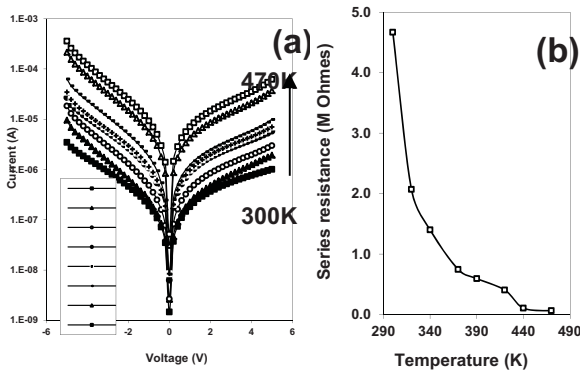 (a)
1.E-03
1.E-04
1.E-05
1.E-06
1.E-07
1.E-08
1.E-09
Current (A)
470K
300K
-6 -4 -2 0 2 4 6
Voltage (V)
(b)
5.0
4.0
3.0
2.0
1.0
0.0
Series resistance (M Ohmes)
290 340 390 440 490
Temperature (K)